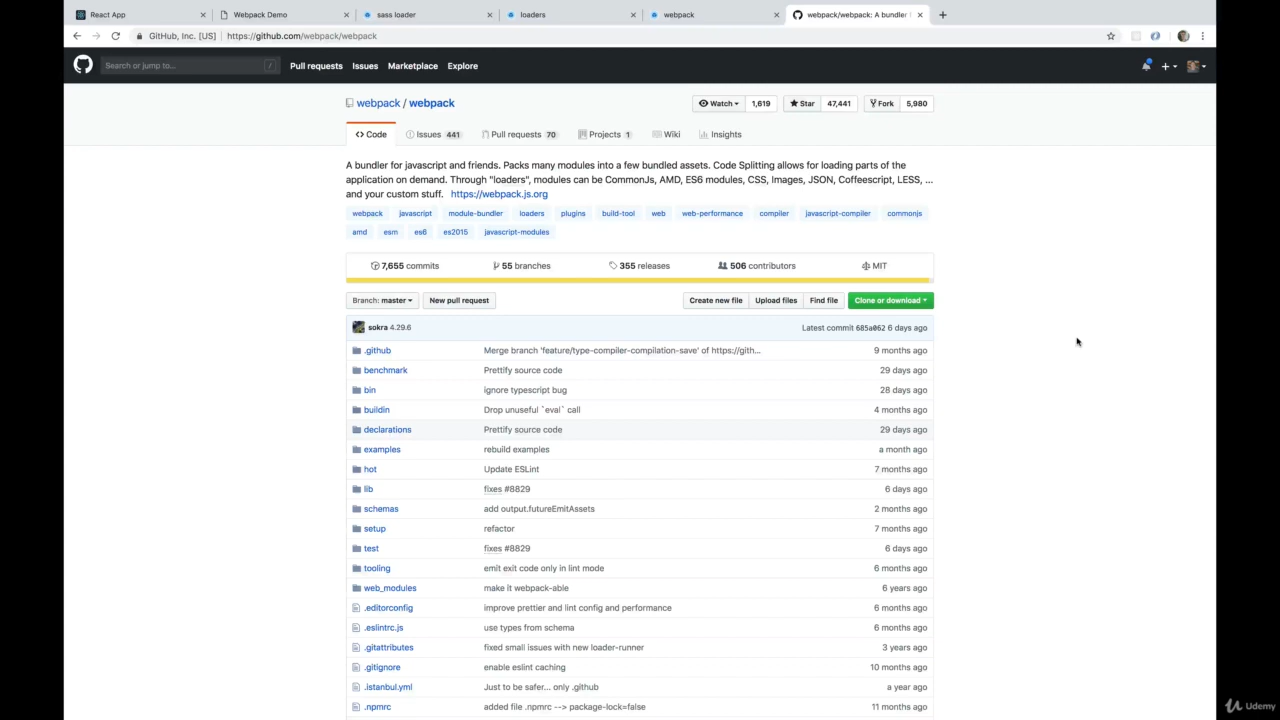 React App
Webpack Demo
sass loader
loaders
webpack
webpack/webpack: A bundler
GitHub, Inc. [US] https://github.com/webpack/webpack
Search or jump to... /
Pull requests Issues Marketplace Explore
webpack / webpack
Watch 1,619 Star 47,441 Fork 5,980
Code Issues 441 Pull requests 70 Projects 1 Wiki Insights
A bundler for javascript and friends. Packs many modules into a few bundled assets. Code Splitting allows for loading parts of the
application on demand. Through "loaders", modules can be CommonJs, AMD, ES6 modules, CSS, Images, JSON, Coffeescript, LESS, ...
and your custom stuff. https://webpack.js.org
webpack javascript module-bundler loaders plugins build-tool web web-performance compiler javascript-compiler commonjs
amd esm es6 es2015 javascript-modules
7,655 commits 55 branches 355 releases 506 contributors MIT
Branch: master New pull request Create new file Upload files Find file Clone or download
sokra 4.29.6 Latest commit 685a062 6 days ago
.github Merge branch 'feature/type-compiler-compilation-save' of https://gith... 9 months ago
benchmark Prettify source code 29 days ago
bin ignore typescript bug 28 days ago
buildin Drop unuseful `eval` call 4 months ago
declarations Prettify source code 29 days ago
examples rebuild examples a month ago
hot Update ESLint 7 months ago
lib fixes #8829 6 days ago
schemas add output.futureEmitAssets 2 months ago
setup refactor 7 months ago
test fixes #8829 6 days ago
tooling emit exit code only in lint mode 6 months ago
web_modules make it webpack-able 6 years ago
.editorconfig improve prettier and lint config and performance 6 months ago
.eslintrc.js use types from schema 6 months ago
.gitattributes fixed small issues with new loader-runner 3 years ago
.gitignore enable eslint caching 10 months ago
.istanbul.yml Just to be safer... only .github a year ago
.npmrc added file .npmrc --> package-lock=false 11 months ago
Udemy